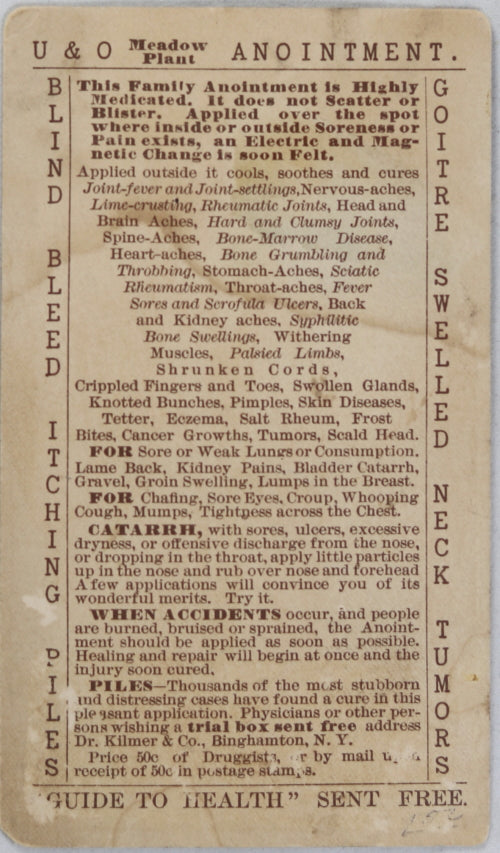 U & O Meadow Plant ANOINTMENT.
BLIND BLEED ITCHING PILES
This Family Anointment is Highly
Medicated. It does not Scatter or
Blister. Applied over the spot
where inside or outside Soreness or
Pain exists, an Electric and Mag-
netic Change is soon Felt.
Applied outside it cools, soothes and cures
Joint-fever and Joint-settlings, Nervous-aches,
Lime-crusting, Rheumatic Joints, Head and
Brain Aches, Hard and Clumsy Joints,
Spine-Aches, Bone-Marrow Disease,
Heart-aches, Bone Grumbling and
Throbbing, Stomach-Aches, Sciatic
Rheumatism, Throat-aches, Fever
Sores and Scrofula Ulcers, Back
and Kidney aches, Syphilitic
Bone Swellings, Withering
Muscles, Palsied Limbs,
Shrunken Cords,
Crippled Fingers and Toes, Swollen Glands,
Knotted Bunches, Pimples, Skin Diseases,
Tetter, Eczema, Salt Rheum, Frost
Bites, Cancer Growths, Tumors, Scald Head.
FOR Sore or Weak Lungs or Consumption.
Lame Back, Kidney Pains, Bladder Catarrh,
Gravel, Groin Swelling, Lumps in the Breast.
FOR Chafing, Sore Eyes, Croup, Whooping
Cough, Mumps, Tightness across the Chest.
CATARRH, with sores, ulcers, excessive
dryness, or offensive discharge from the nose,
or dropping in the throat, apply little particles
up in the nose and rub over nose and forehead
A few applications will convince you of its
wonderful merits. Try it.
WHEN ACCIDENTS occur, and people
are burned, bruised or sprained, the Anoint-
ment should be applied as soon as possible.
Healing and repair will begin at once and the
injury soon cured.
PILES—Thousands of the most stubborn
and distressing cases have found a cure in this
pleasant application. Physicians or other per-
sons wishing a trial box sent free address
Dr. Kilmer & Co., Binghamton, N. Y.
Price 50c of Druggists, or by mail
receipt of 50c in postage stamps.
GOITRE SWELLED NECK TUMORS
"GUIDE TO HEALTH" SENT FREE.